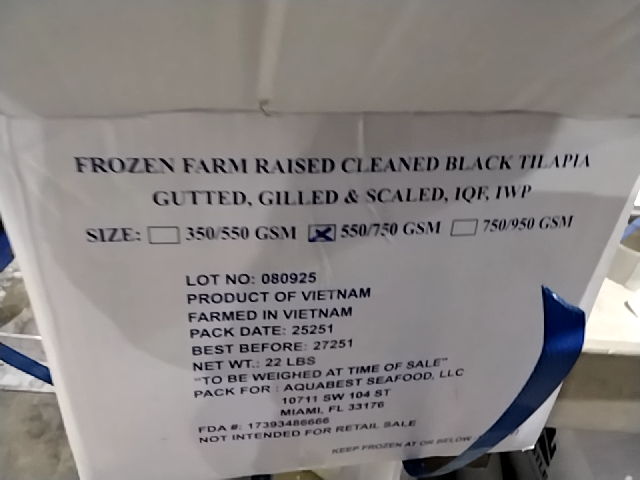 FROZEN FARM RAISED CLEANED BLACK TILAPIA
GUTTED, GILLED & SCALED, IQF, IWP
SIZE: 350/550 GSM 550/750 GSM 750/950 GSM
LOT NO: 080925
PRODUCT OF VIETNAM
FARMED IN VIETNAM
PACK DATE: 25251
BEST BEFORE: 27251
NET WT.: 22 LBS
"TO BE WEIGHED AT TIME OF SALE"
PACK FOR : AQUABEST SEAFOOD, LLC
10711 SW 104 ST
MIAMI, FL 33176
FDA #: 17393486666
NOT INTENDED FOR RETAIL SALE
KEEP FROZEN AT OR BELOW